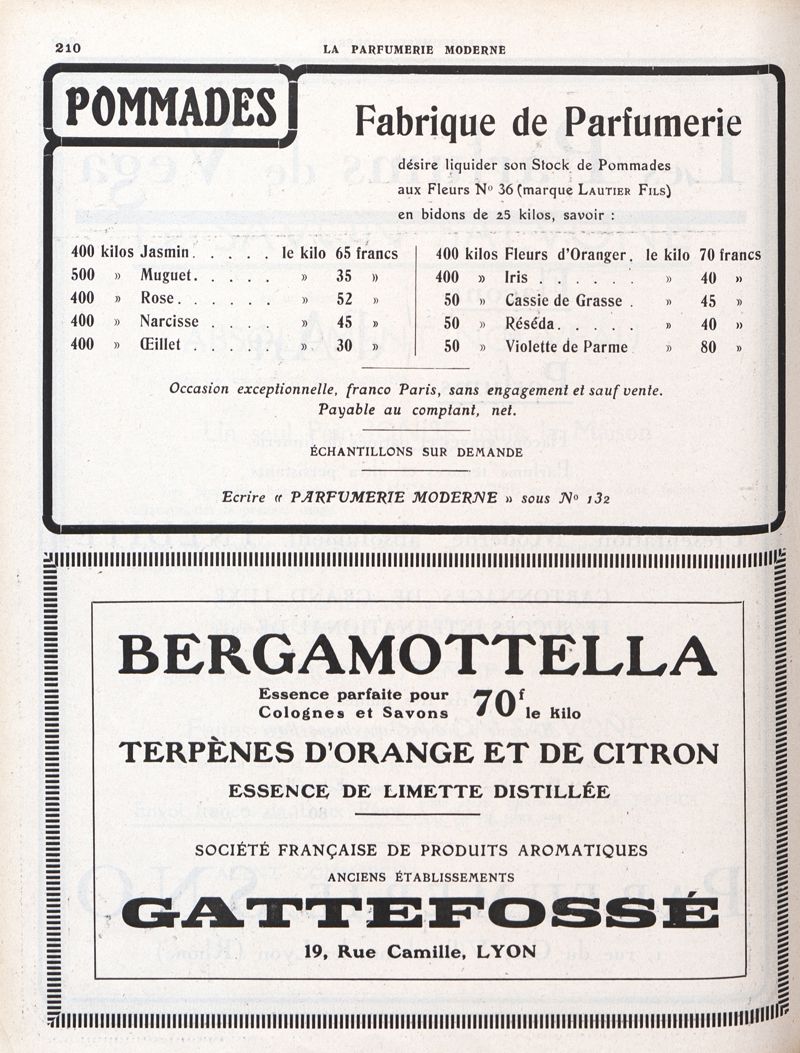 210
LA PARFUMERIE MODERNE
POMMADES
Fabrique de Parfumerie
désire liquider son Stock de Pommades
aux Fleurs Nº 36 (marque LAUTIER FILS)
en bidons de 25 kilos, savoir :
400 kilos Jasmin. . . . . . le kilo 65 francs
500 » Muguet. . . . . . » 35 »
400 » Rose. . . . . . . » 52 »
400 » Narcisse » 45 »
400 » Œillet . . . . . » 30 »
400 kilos Fleurs d'Oranger. le kilo 70 francs
400 » Iris . . . . . . » 40 »
50 » Cassie de Grasse . » 45 »
50 » Réséda. . . . . » 40 »
50 » Violette de Parme » 80 »
Occasion exceptionnelle, franco Paris, sans engagement et sauf vente.
Payable au comptant, net.
ÉCHANTILLONS SUR DEMANDE
Ecrire « PARFUMERIE MODERNE » sous Nº 132
BERGAMOTTELLA
Essence parfaite pour
Colognes et Savons 70f le kilo
TERPÈNES D'ORANGE ET DE CITRON
ESSENCE DE LIMETTE DISTILLÉE
SOCIÉTÉ FRANÇAISE DE PRODUITS AROMATIQUES
ANCIENS ÉTABLISSEMENTS
GATTEFOSSÉ
19, Rue Camille, LYON